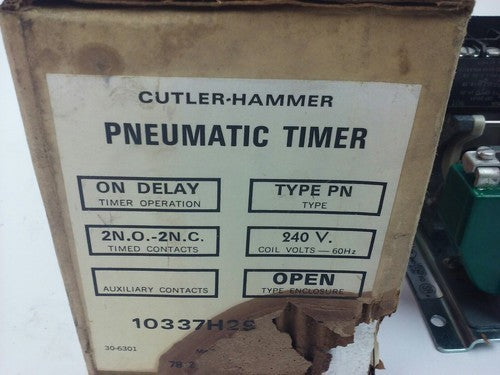 CUTLER-HAMMER
PNEUMATIC TIMER
ON DELAY
TIMER OPERATION
TYPE PN
TYPE
2N.O.-2N.C.
TIMED CONTACTS
240 V.
COIL VOLTS — 60Hz
AUXILIARY CONTACTS
OPEN
TYPE ENCLOSURE
10337H2S
30-6301